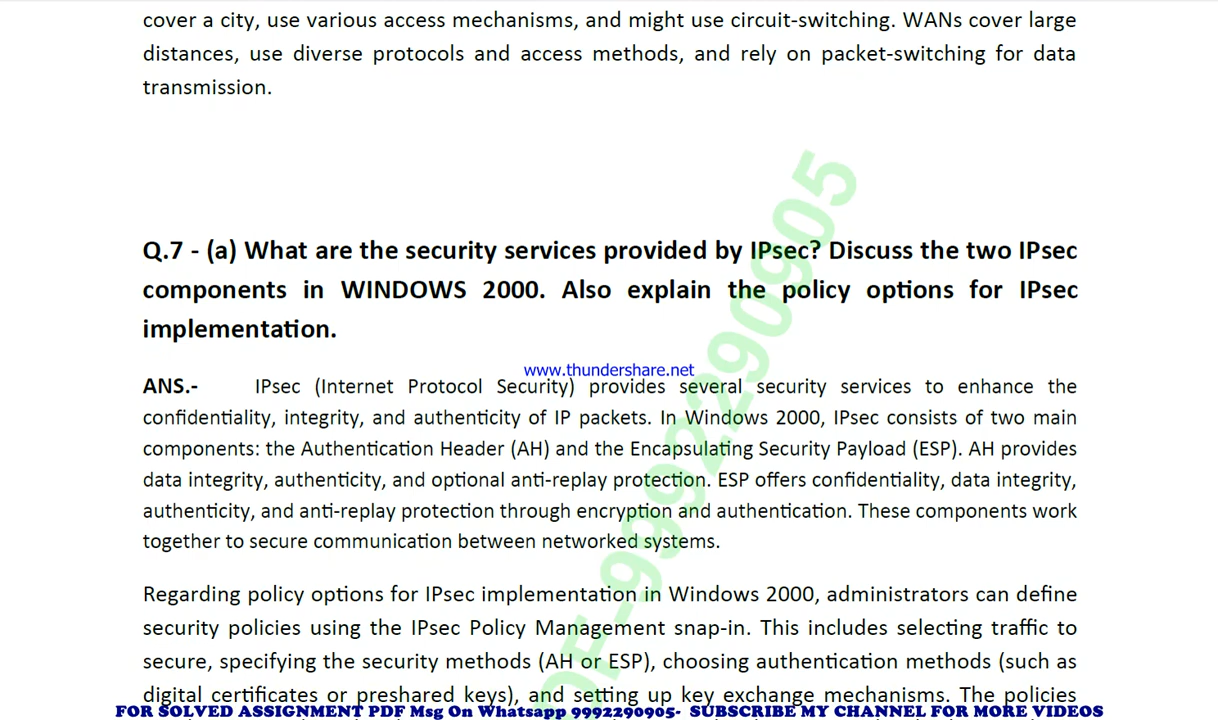 cover a city, use various access mechanisms, and might use circuit-switching. WANs cover large
distances, use diverse protocols and access methods, and rely on packet-switching for data
transmission.
Q.7 - (a) What are the security services provided by IPsec? Discuss the two IPsec
components in WINDOWS 2000. Also explain the policy options for IPsec
implementation.
www.thundershare.net
ANS.- IPsec (Internet Protocol Security) provides several security services to enhance the
confidentiality, integrity, and authenticity of IP packets. In Windows 2000, IPsec consists of two main
components: the Authentication Header (AH) and the Encapsulating Security Payload (ESP). AH provides
data integrity, authenticity, and optional anti-replay protection. ESP offers confidentiality, data integrity,
authenticity, and anti-replay protection through encryption and authentication. These components work
together to secure communication between networked systems.
Regarding policy options for IPsec implementation in Windows 2000, administrators can define
security policies using the IPsec Policy Management snap-in. This includes selecting traffic to
secure, specifying the security methods (AH or ESP), choosing authentication methods (such as
digital certificates or preshared keys), and setting up key exchange mechanisms. The policies
FOR SOLVED ASSIGNMENT PDF Msg On Whatsapp 9992290905- SUBSCRIBE MY CHANNEL FOR MORE VIDEOS
DF-9992290905